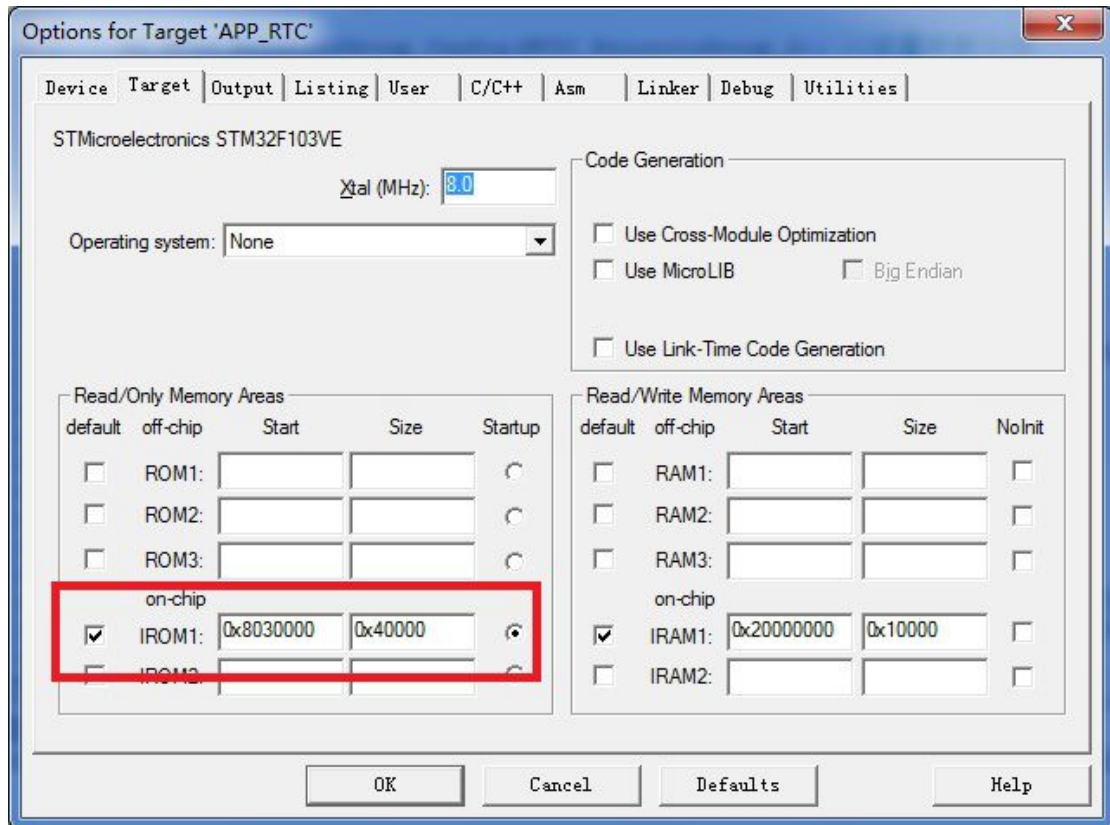 Options for Target 'APP_RTC'
Device Target Output Listing User C/C++ Asm Linker Debug Utilities
STMicroelectronics STM32F103VE
Xtal (MHz): 8.0
Operating system: None
Code Generation
Use Cross-Module Optimization
Use MicroLIB Big Endian
Use Link-Time Code Generation
Read/Only Memory Areas
default off-chip Start Size Startup
ROM1:
ROM2:
ROM3:
on-chip
IROM1: 0x8030000 0x40000
IROM2:
Read/Write Memory Areas
default off-chip Start Size NoInit
RAM1:
RAM2:
RAM3:
on-chip
IRAM1: 0x20000000 0x10000
IRAM2:
OK Cancel Defaults Help